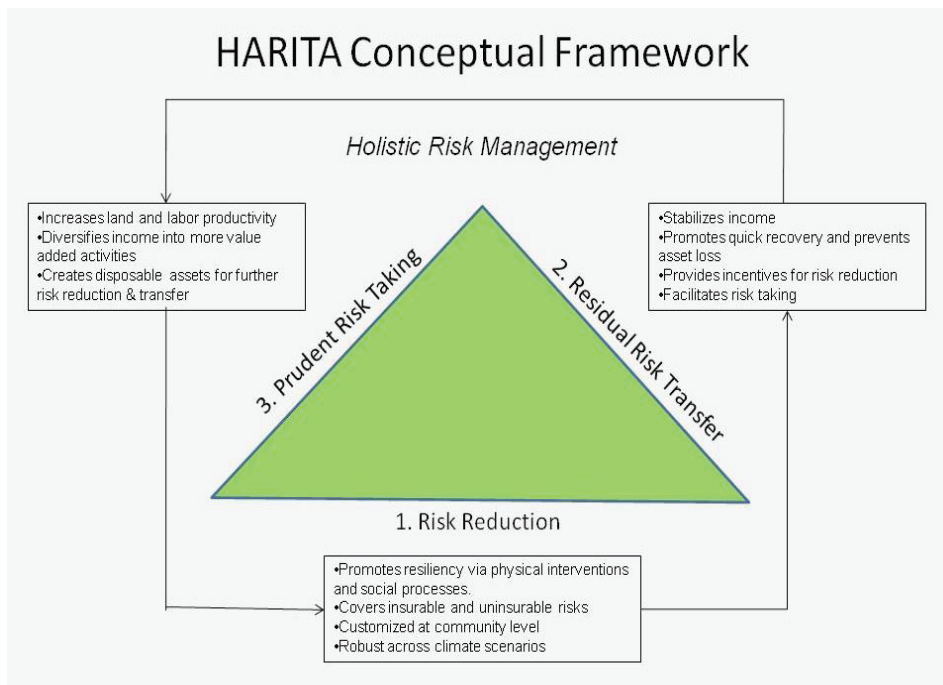 HARITA Conceptual Framework
Holistic Risk Management
•Increases land and labor productivity
•Diversifies income into more value
added activities
•Creates disposable assets for further
risk reduction & transfer
•Stabilizes income
•Promotes quick recovery and prevents
asset loss
•Provides incentives for risk reduction
•Facilitates risk taking
3. Prudent Risk Taking
2. Residual Risk Transfer
1. Risk Reduction
•Promotes resiliency via physical interventions
and social processes.
•Covers insurable and uninsurable risks
•Customized at community level
•Robust across climate scenarios